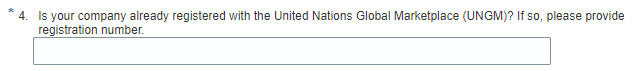 * 4. Is your company already registered with the United Nations Global Marketplace (UNGM)? If so, please provide
registration number.